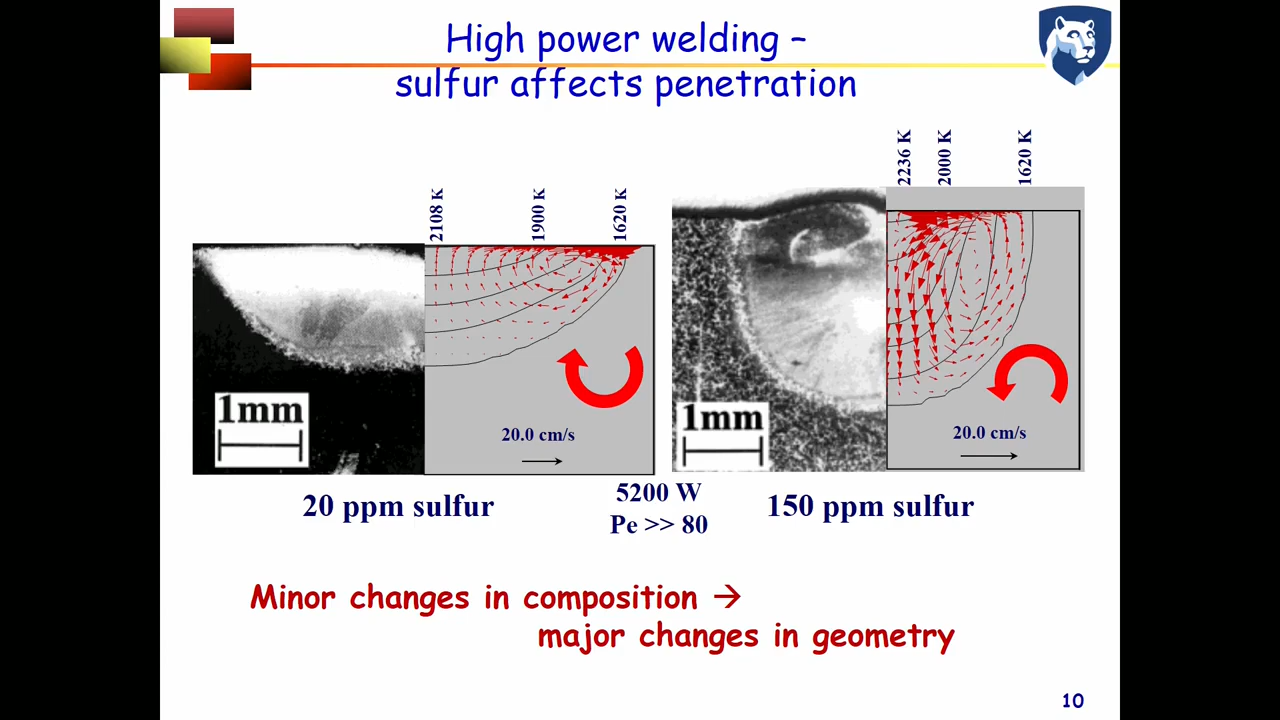 High power welding –
sulfur affects penetration
2108 K
1900 K
1620 K
2236 K
2000 K
1620 K
1mm
20.0 cm/s
1mm
20.0 cm/s
20 ppm sulfur
5200 W
Pe >> 80
150 ppm sulfur
Minor changes in composition →
major changes in geometry
10